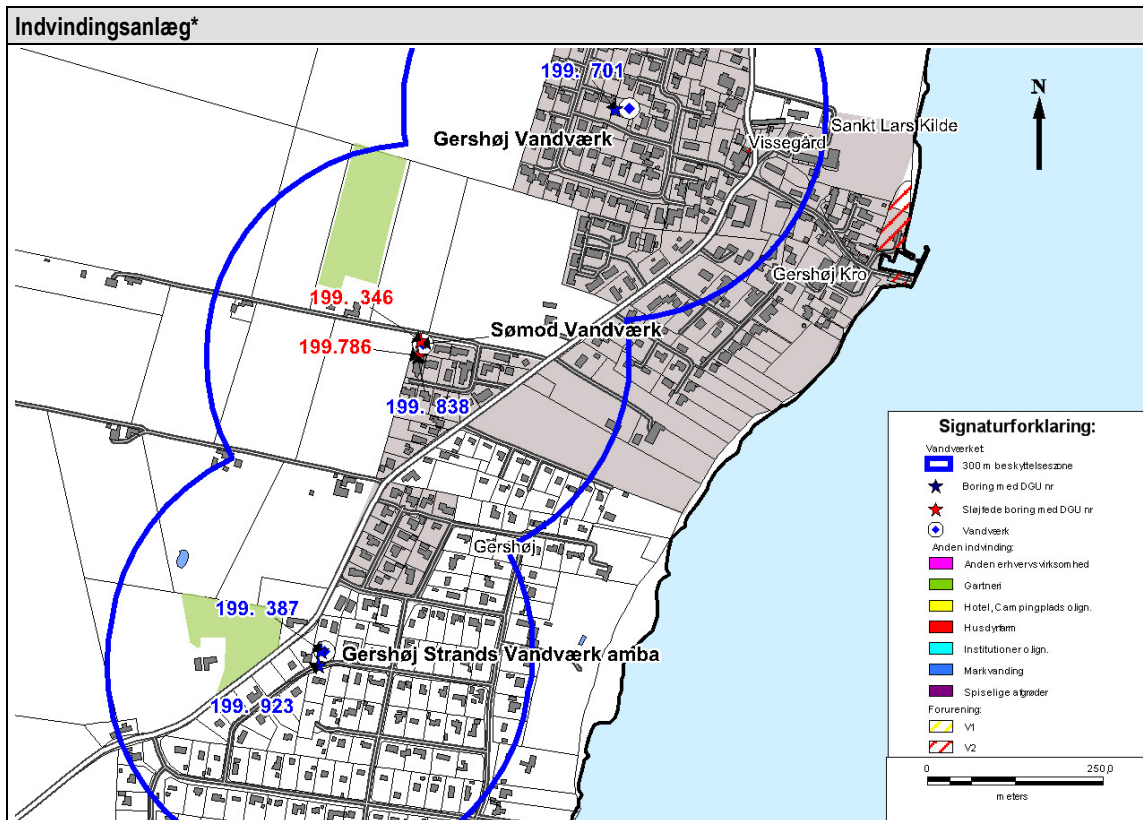 Indvindingsanlæg*
199. 701
N
Sankt Lars Kilde
Gershøj Vandværk
Vissegård
Gershøj Kro
199. 346
Sømod Vandværk
199.786
199. 838
Gershøj
199. 387
Gershøj Strands Vandværk amba
199. 923
Signaturforklaring:
Vandværket
300 m beskyttelseszone
Boring med DGU nr
Sløjfede boring med DGU nr
Vandværk
Anden indvinding:
Anden erhvervsvirksomhed
Gartneri
Hotel, Campingplads o.lign.
Husdyrfarm
Institutioner o.lign.
Markvanding
Spiselige afgrøder
Forurening:
V1
V2
0 250,0
meters